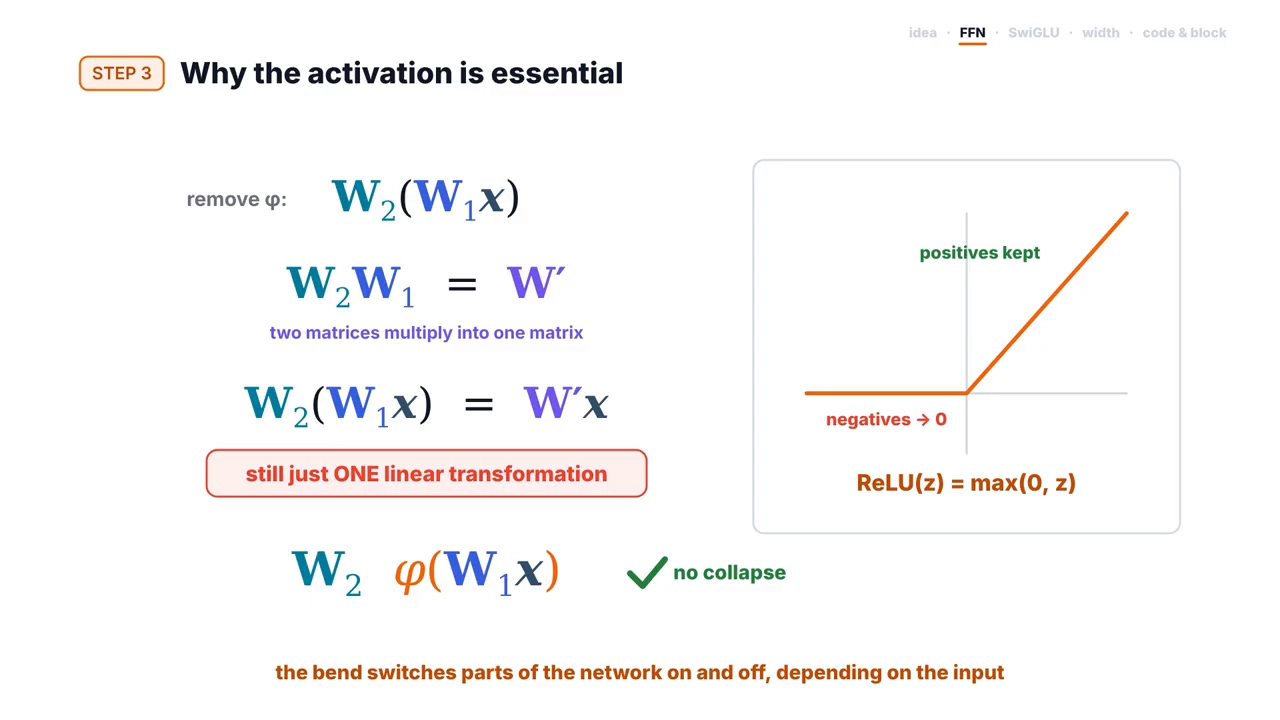 idea · FFN · SwiGLU · width · code & block
STEP 3 Why the activation is essential
remove φ: W₂(W₁x)
W₂W₁ = W′
two matrices multiply into one matrix
W₂(W₁x) = W′x
still just ONE linear transformation
W₂ φ(W₁x) no collapse
positives kept
negatives → 0
ReLU(z) = max(0, z)
the bend switches parts of the network on and off, depending on the input